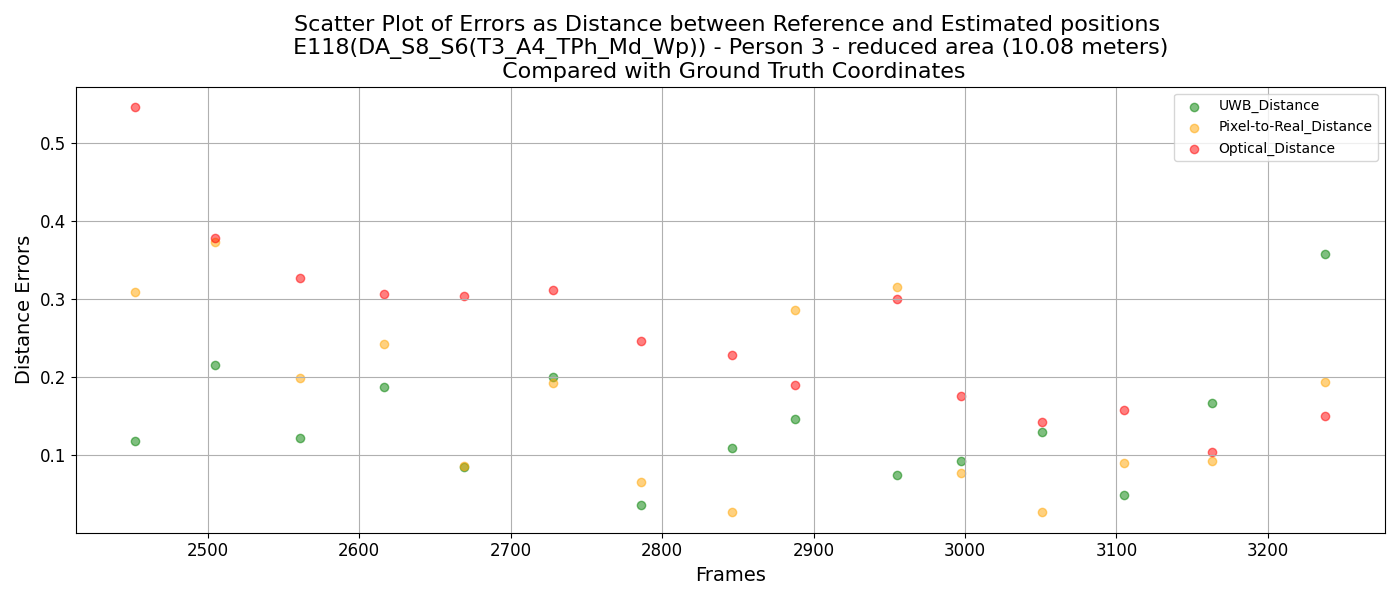 Scatter Plot of Errors as Distance between Reference and Estimated positions
E118(DA_S8_S6(T3_A4_TPh_Md_Wp)) - Person 3 - reduced area (10.08 meters)
Compared with Ground Truth Coordinates
UWB_Distance
Pixel-to-Real_Distance
Optical_Distance
Distance Errors
0.5
0.4
0.3
0.2
0.1
2500 2600 2700 2800 2900 3000 3100 3200
Frames